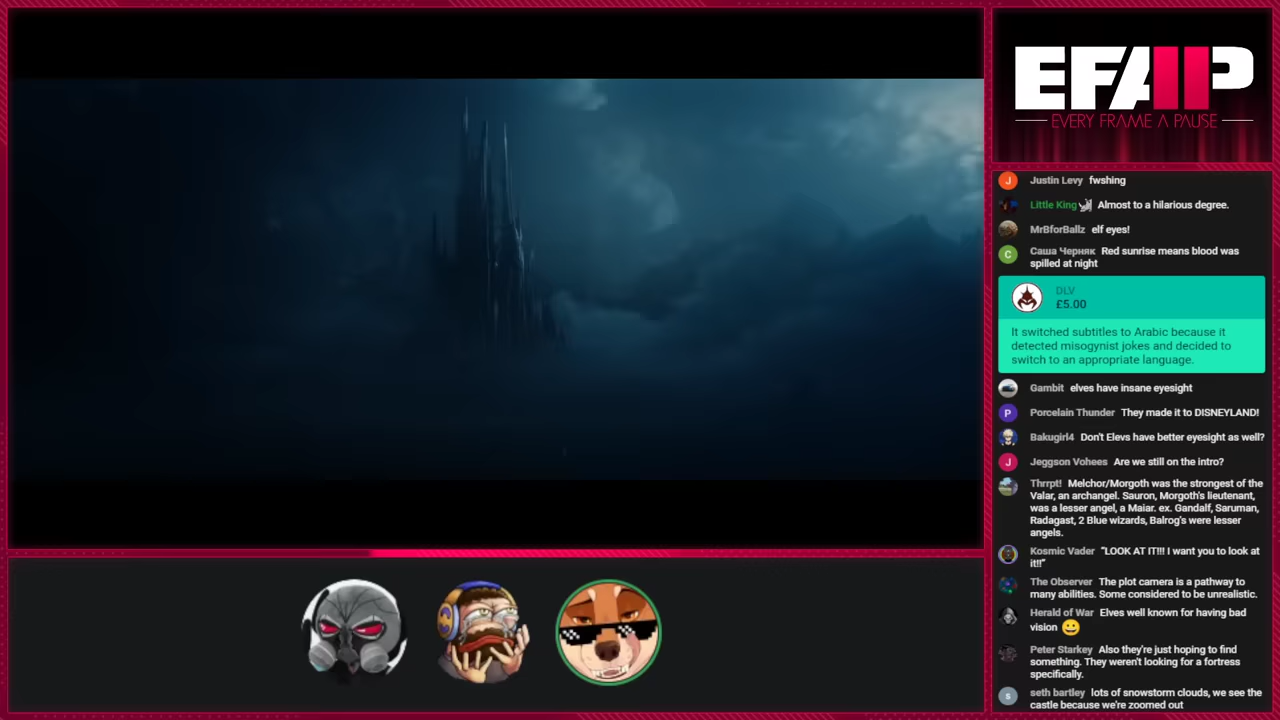 EFAP
EVERY FRAME A PAUSE
Justin Levy fwshing
Little King Almost to a hilarious degree.
MrBforBallz elf eyes!
Саша Черняк Red sunrise means blood was
spilled at night
DLV
£5.00
It switched subtitles to Arabic because it
detected misogynist jokes and decided to
switch to an appropriate language.
Gambit elves have insane eyesight
Porcelain Thunder They made it to DISNEYLAND!
Bakugirl4 Don't Elevs have better eyesight as well?
Jeggson Vohees Are we still on the intro?
Thrrpt! Melchor/Morgoth was the strongest of the
Valar, an archangel. Sauron, Morgoth's lieutenant,
was a lesser angel, a Maiar. ex. Gandalf, Saruman,
Radagast, 2 Blue wizards, Balrog's were lesser
angels.
Kosmic Vader "LOOK AT IT!!! I want you to look at
it!!"
The Observer The plot camera is a pathway to
many abilities. Some considered to be unrealistic.
Herald of War Elves well known for having bad
vision 😀
Peter Starkey Also they're just hoping to find
something. They weren't looking for a fortress
specifically.
seth bartley lots of snowstorm clouds, we see the
castle because we're zoomed out